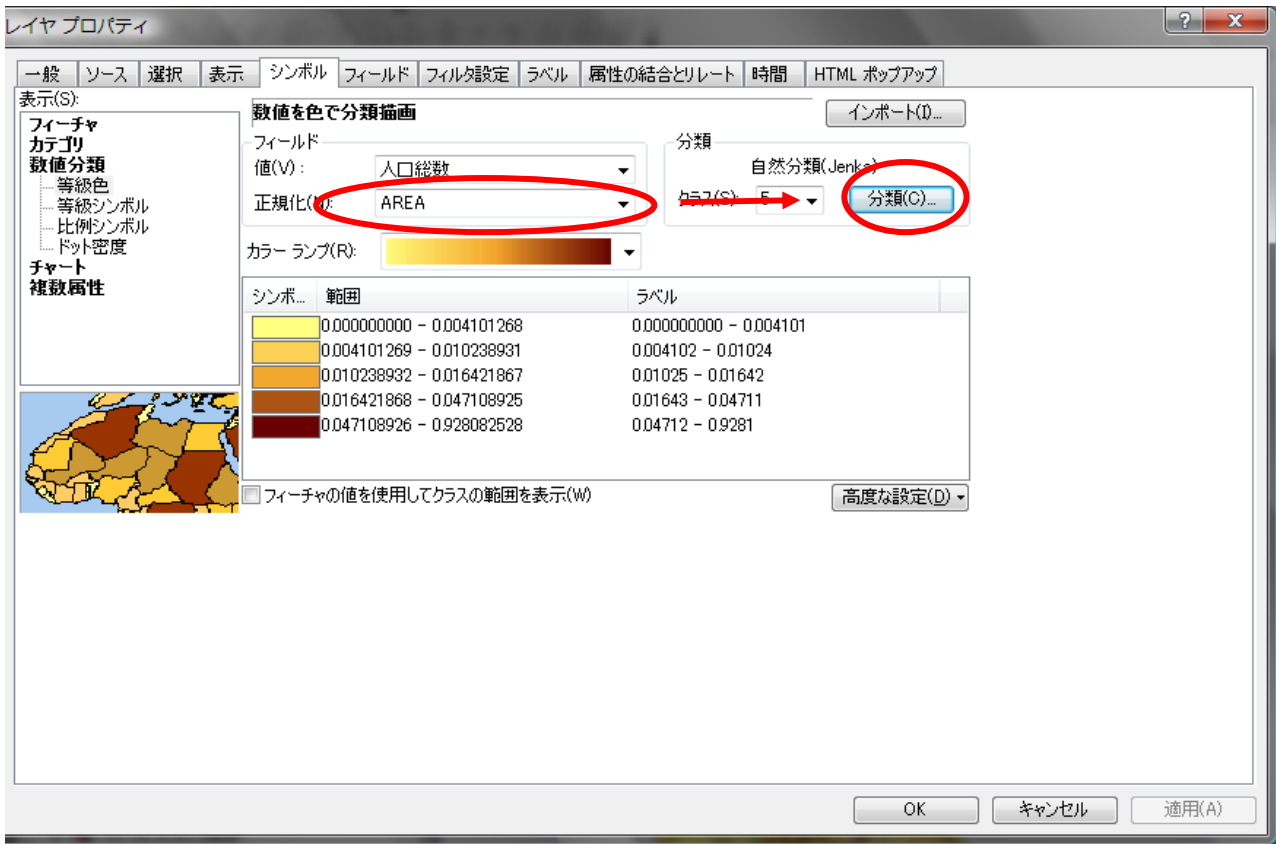 レイヤ プロパティ
一般 ソース 選択 表示 シンボル フィールド フィルタ設定 ラベル 属性の結合とリレート 時間 HTML ポップアップ
表示(S):
フィーチャ
カテゴリ
数値分類
等級色
等級シンボル
比例シンボル
ドット密度
チャート
複数属性
数値を色で分類描画
インポート(I)...
フィールド
値(V) : 人口総数
正規化(N): AREA
分類
自然分類(Jenks)
クラス(S): 5 分類(C)...
カラー ランプ(R):
シンボ... 範囲 ラベル
0.000000000 - 0.004101268 0.000000000 - 0.004101
0.004101269 - 0.010238931 0.004102 - 0.01024
0.010238932 - 0.016421867 0.01025 - 0.01642
0.016421868 - 0.047108925 0.01643 - 0.04711
0.047108926 - 0.928082528 0.04712 - 0.9281
フィーチャの値を使用してクラスの範囲を表示(W)
高度な設定(D)
OK キャンセル 適用(A)